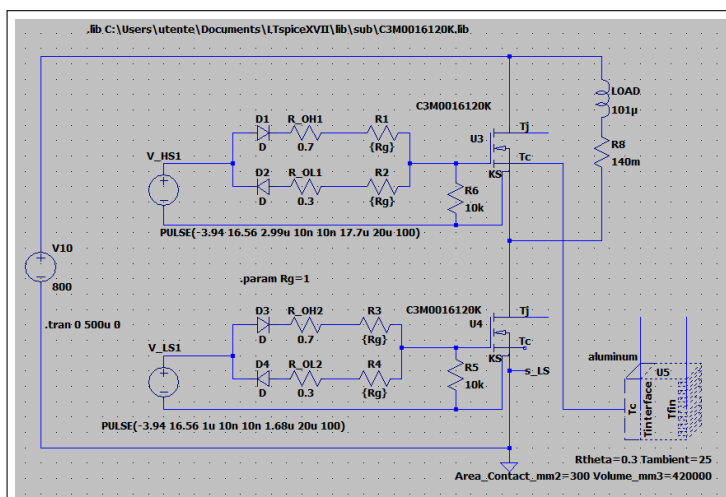 .lib C:\Users\utente\Documents\LTspiceXVII\lib\sub\C3M0016120K.lib
C3M0016120K
LOAD
101µ
D1
R_OH1
R1
D
0.7
{Rg}
U3
Tj
Tc
KS
R8
140m
V_HS1
D2
R_OL1
R2
D
0.3
{Rg}
R6
10k
PULSE(-3.94 16.56 2.99u 10n 10n 17.7u 20u 100)
V10
800
.param Rg=1
C3M0016120K
.tran 0 500u 0
D3
R_OH2
R3
D
0.7
{Rg}
U4
Tj
Tc
KS
s_LS
V_LS1
D4
R_OL2
R4
D
0.3
{Rg}
R5
10k
PULSE(-3.94 16.56 1u 10n 10n 1.68u 20u 100)
aluminum
U5
Tc
Tinterface
Tfin
Rtheta=0.3 Tambient=25
Area_Contact_mm2=300 Volume_mm3=420000